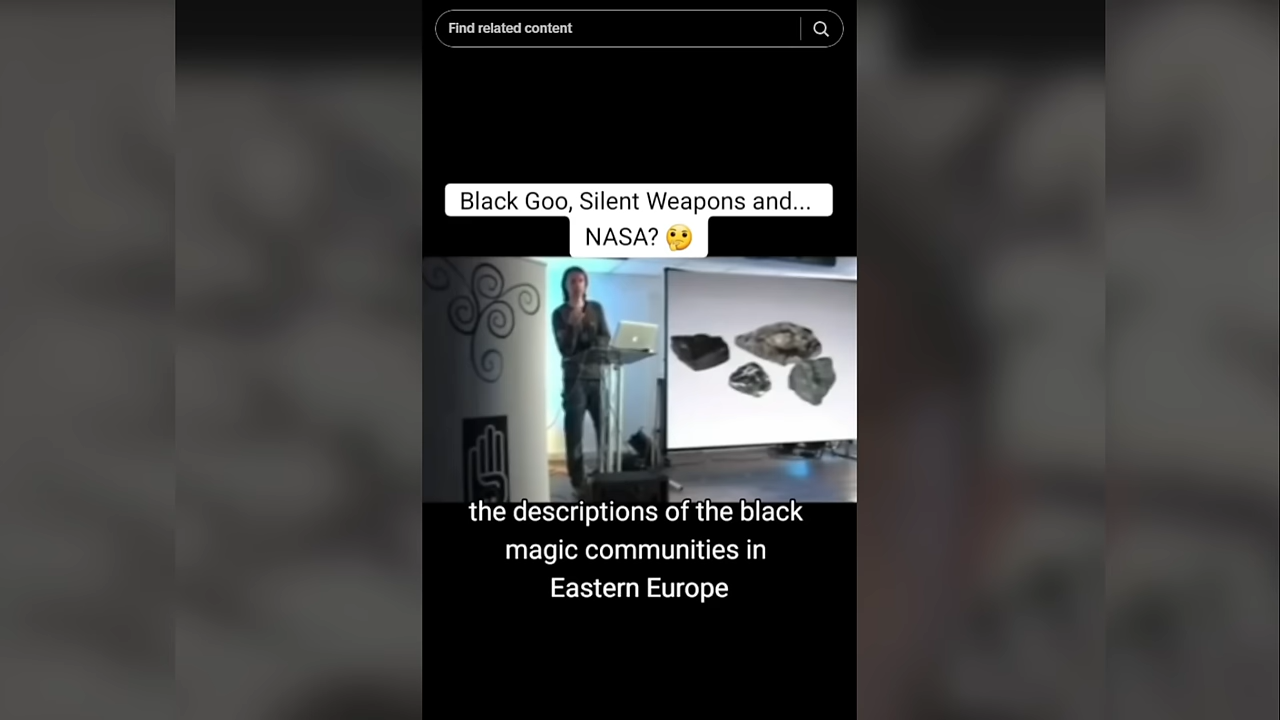 Find related content
Black Goo, Silent Weapons and...
NASA? 🤔
the descriptions of the black
magic communities in
Eastern Europe